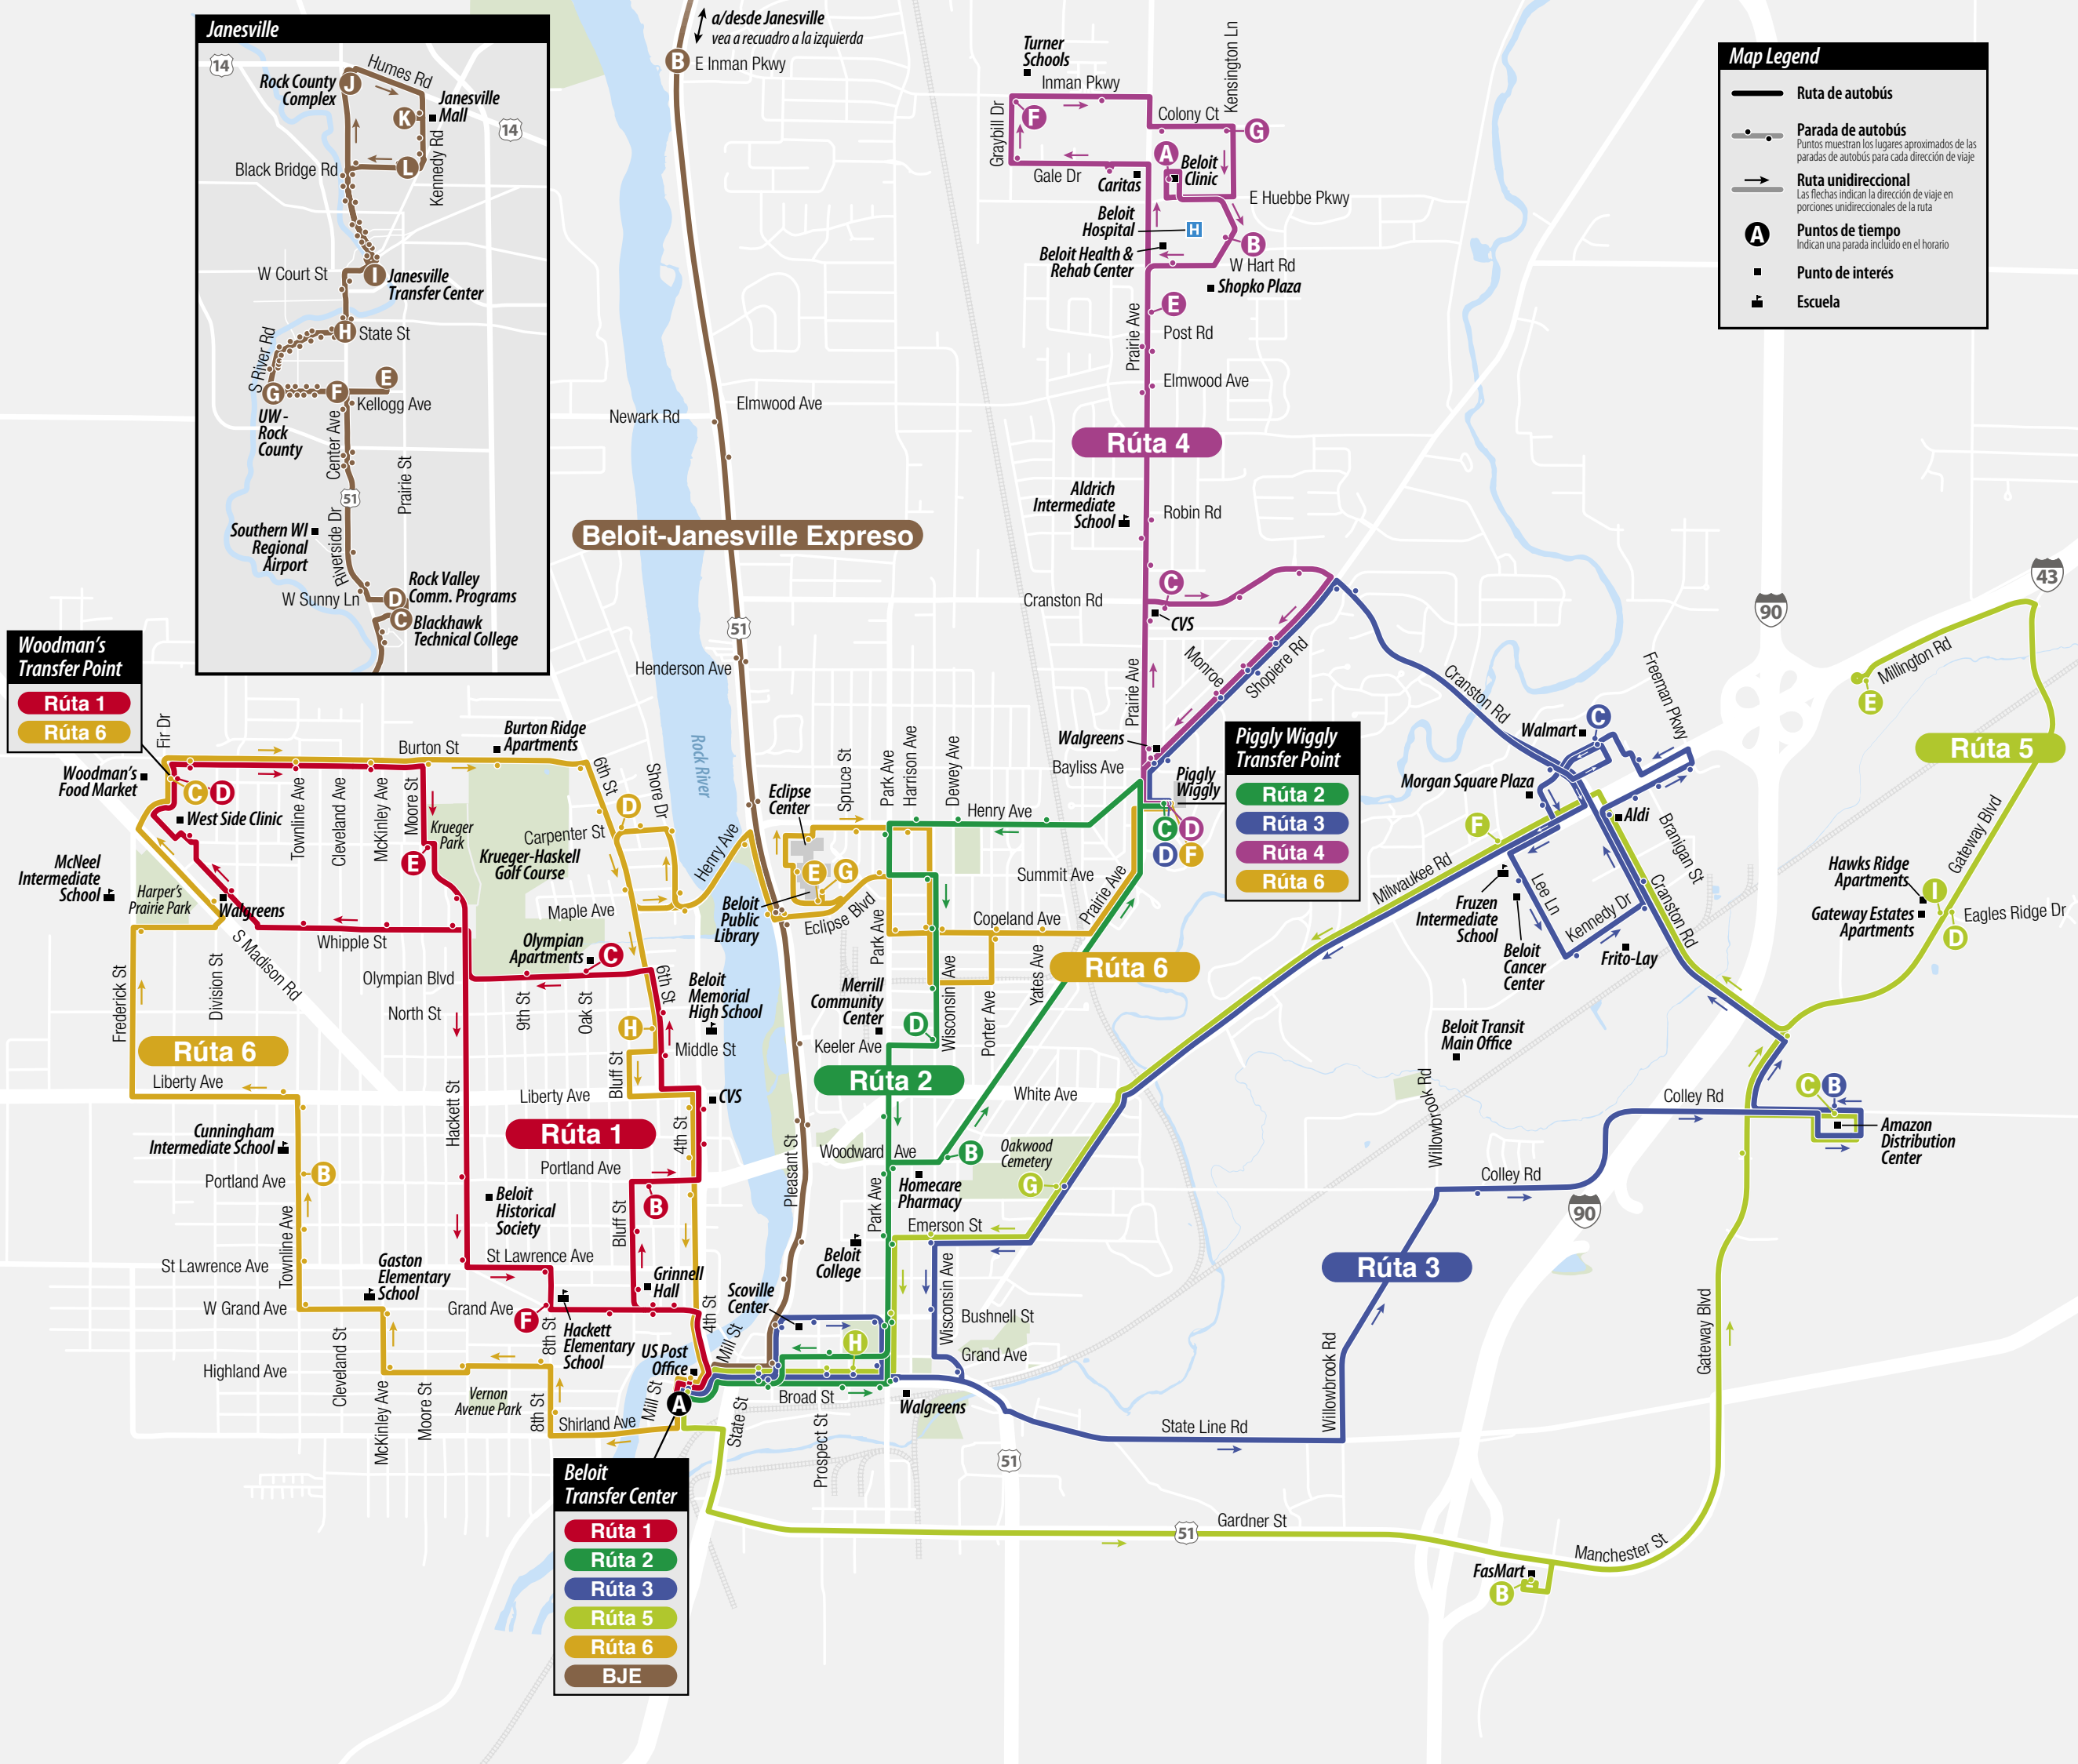 Janesville
14
Humes Rd
Rock County
Complex
J
K
Janesville
Mall
14
Black Bridge Rd
L
Kennedy Rd
W Court St
I
Janesville
Transfer Center
H
State St
S River Rd
G
F
E
Kellogg Ave
UW -
Rock
County
Center Ave
Prairie St
51
Southern WI
Regional
Airport
Riverside Dr
W Sunny Ln
D
Rock Valley
Comm. Programs
C
Blackhawk
Technical College
a/desde Janesville
vea a recuadro a la izquierda
B
E Inman Pkwy
Newark Rd
Elmwood Ave
Beloit-Janesville Expreso
51
Henderson Ave
Rock River
Turner
Schools
Inman Pkwy
Kensington Ln
Graybill Dr
F
Colony Ct
G
A
Beloit
Clinic
Gale Dr
Caritas
E Huebbe Pkwy
Beloit
Hospital
H
B
Beloit Health &
Rehab Center
W Hart Rd
Shopko Plaza
E
Prairie Ave
Post Rd
Elmwood Ave
Rúta 4
Aldrich
Intermediate
School
Robin Rd
C
Cranston Rd
CVS
Monroe
Shopiere Rd
Prairie Ave
Walgreens
Bayliss Ave
Piggly
Wiggly
C
D
D
F
Piggly Wiggly
Transfer Point
Rúta 2
Rúta 3
Rúta 4
Rúta 6
Map Legend
Ruta de autobús
Parada de autobús
Puntos muestran los lugares aproximados de las
paradas de autobús para cada dirección de viaje
Ruta unidireccional
Las flechas indican la dirección de viaje en
porciones unidireccionales de la ruta
A
Puntos de tiempo
Indican una parada incluido en el horario
Punto de interés
Escuela
43
90
Millington Rd
E
Rúta 5
Freeman Pkwy
Cranston Rd
Walmart
C
Morgan Square Plaza
F
Aldi
Branigan St
Milwaukee Rd
Fruzen
Intermediate
School
Lee Ln
Kennedy Dr
Beloit
Cancer
Center
Frito-Lay
Cranston Rd
Gateway Blvd
Hawks Ridge
Apartments
I
Gateway Estates
Apartments
Eagles Ridge Dr
D
Beloit Transit
Main Office
Willowbrook Rd
Colley Rd
C
B
Amazon
Distribution
Center
Colley Rd
90
Rúta 3
Willowbrook Rd
State Line Rd
Gateway Blvd
Gardner St
51
51
Manchester St
FasMart
B
Woodman's
Transfer Point
Rúta 1
Rúta 6
Fir Dr
Woodman's
Food Market
C
D
West Side Clinic
Burton St
Burton Ridge
Apartments
Townline Ave
Cleveland Ave
McKinley Ave
Moore St
Krueger
Park
E
Krueger-Haskell
Golf Course
6th St
Shore Dr
D
Carpenter St
Henry Ave
McNeel
Intermediate
School
Harper's
Prairie Park
Walgreens
Whipple St
S Madison Rd
Maple Ave
Olympian
Apartments
C
Olympian Blvd
North St
9th St
Oak St
6th St
Beloit
Memorial
High School
H
Middle St
Bluff St
Frederick St
Division St
Rúta 6
Liberty Ave
Liberty Ave
CVS
Hackett St
Rúta 1
4th St
Cunningham
Intermediate School
Portland Ave
B
Portland Ave
Beloit
Historical
Society
Bluff St
B
Townline Ave
St Lawrence Ave
St Lawrence Ave
Gaston
Elementary
School
W Grand Ave
Grand Ave
F
Grinnell
Hall
4th St
8th St
Hackett
Elementary
School
US Post
Office
Mill St
Highland Ave
Cleveland St
McKinley Ave
Moore St
Vernon
Avenue Park
8th St
Shirland Ave
Mill St
A
State St
Eclipse
Center
Spruce St
Park Ave
Harrison Ave
Dewey Ave
Henry Ave
E
G
Beloit
Public
Library
Eclipse Blvd
Summit Ave
Copeland Ave
Prairie Ave
Park Ave
Rúta 6
Merrill
Community
Center
D
Wisconsin Ave
Porter Ave
Yates Ave
Keeler Ave
Rúta 2
White Ave
Pleasant St
Woodward Ave
B
Oakwood
Cemetery
G
Homecare
Pharmacy
Park Ave
Emerson St
Beloit
College
Scoville
Center
Wisconsin Ave
Bushnell St
H
Grand Ave
Broad St
Walgreens
Prospect St
Beloit
Transfer Center
Rúta 1
Rúta 2
Rúta 3
Rúta 5
Rúta 6
BJE